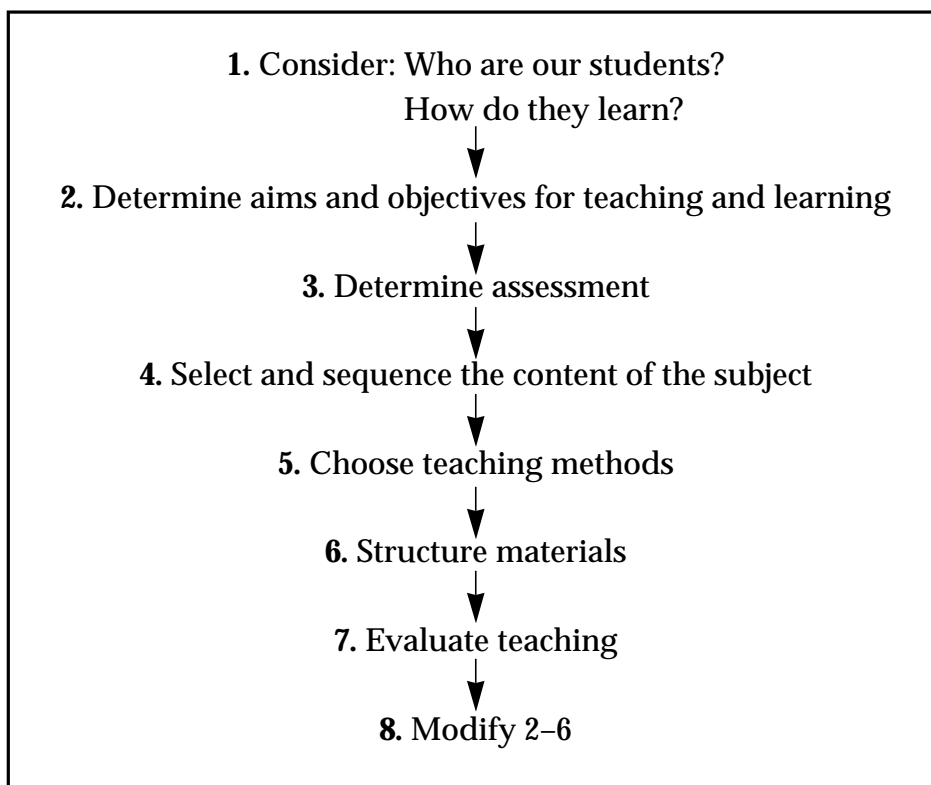 1. Consider: Who are our students?
How do they learn?
2. Determine aims and objectives for teaching and learning
3. Determine assessment
4. Select and sequence the content of the subject
5. Choose teaching methods
6. Structure materials
7. Evaluate teaching
8. Modify 2–6